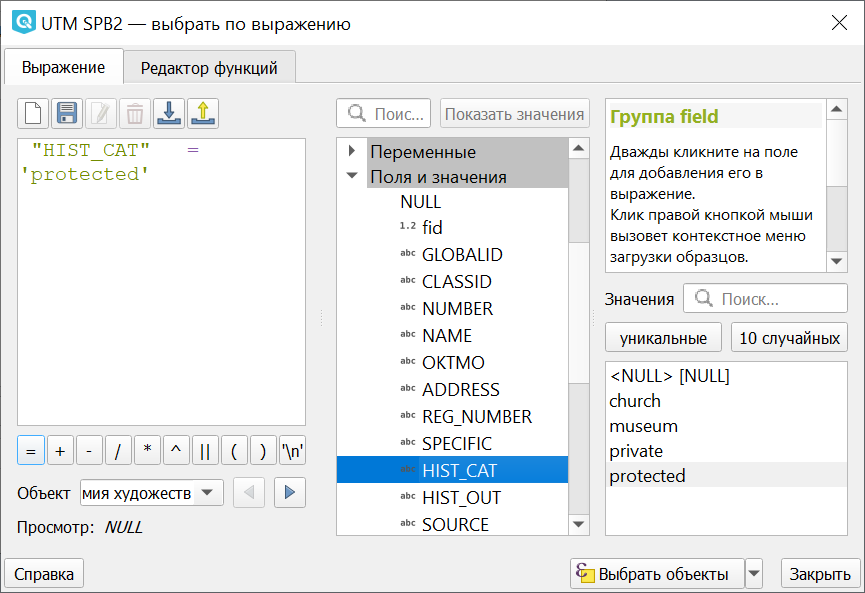 UTM SPB2 — выбрать по выражению
Выражение
Редактор функций
"HIST_CAT" =
'protected'
= + - / * ^ || ( ) '\n'
Объект мия художеств
Просмотр: NULL
Поиск…
Показать значения
Переменные
Поля и значения
NULL
1.2 fid
abc GLOBALID
abc CLASSID
abc NUMBER
abc NAME
abc OKTMO
abc ADDRESS
abc REG_NUMBER
abc SPECIFIC
abc HIST_CAT
abc HIST_OUT
abc SOURCE
Группа field
Дважды кликните на поле
для добавления его в
выражение.
Клик правой кнопкой мыши
вызовет контекстное меню
загрузки образцов.
Значения Поиск…
уникальные 10 случайных
<NULL> [NULL]
church
museum
private
protected
Справка
Выбрать объекты
Закрыть